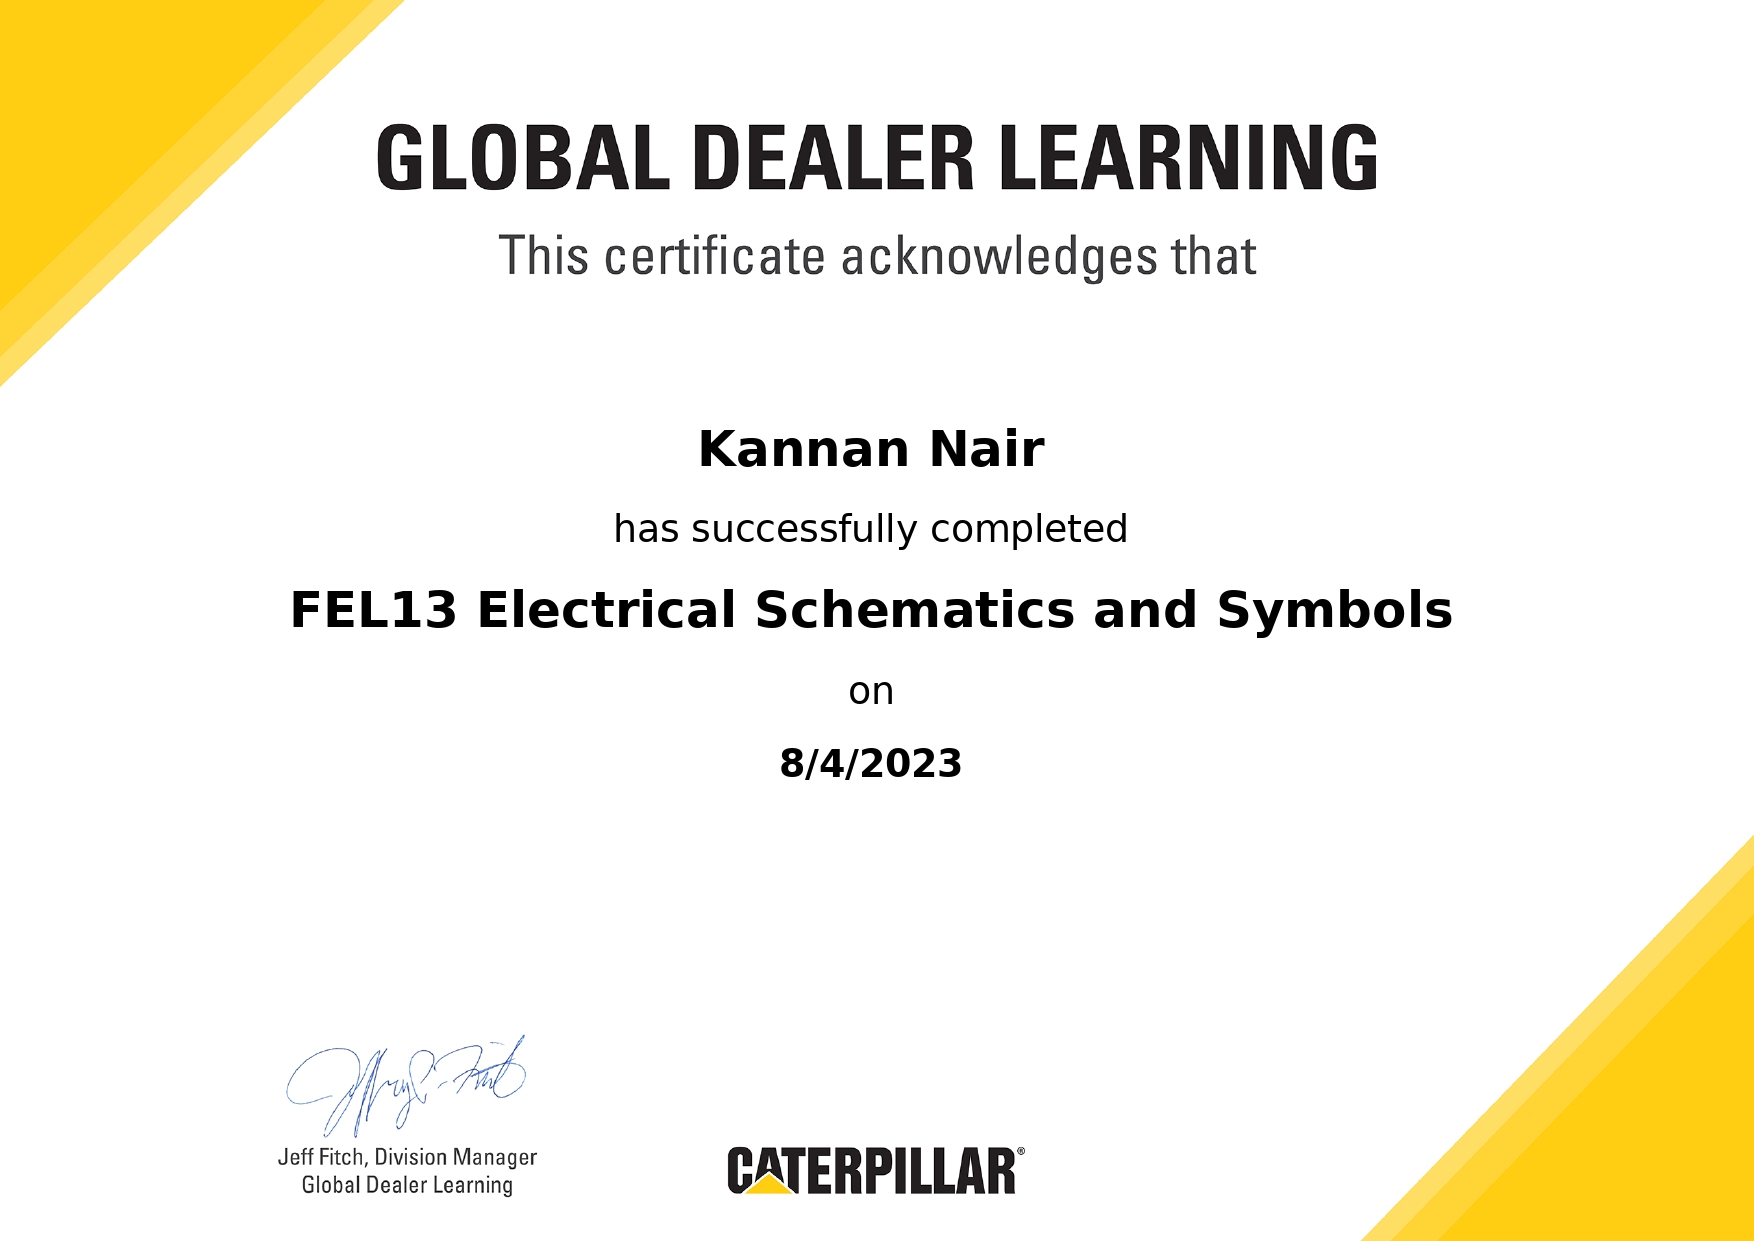 GLOBAL DEALER LEARNING
This certificate acknowledges that
Kannan Nair
has successfully completed
FEL13 Electrical Schematics and Symbols
on
8/4/2023
Jeff Fitch, Division Manager
Global Dealer Learning
CATERPILLAR®